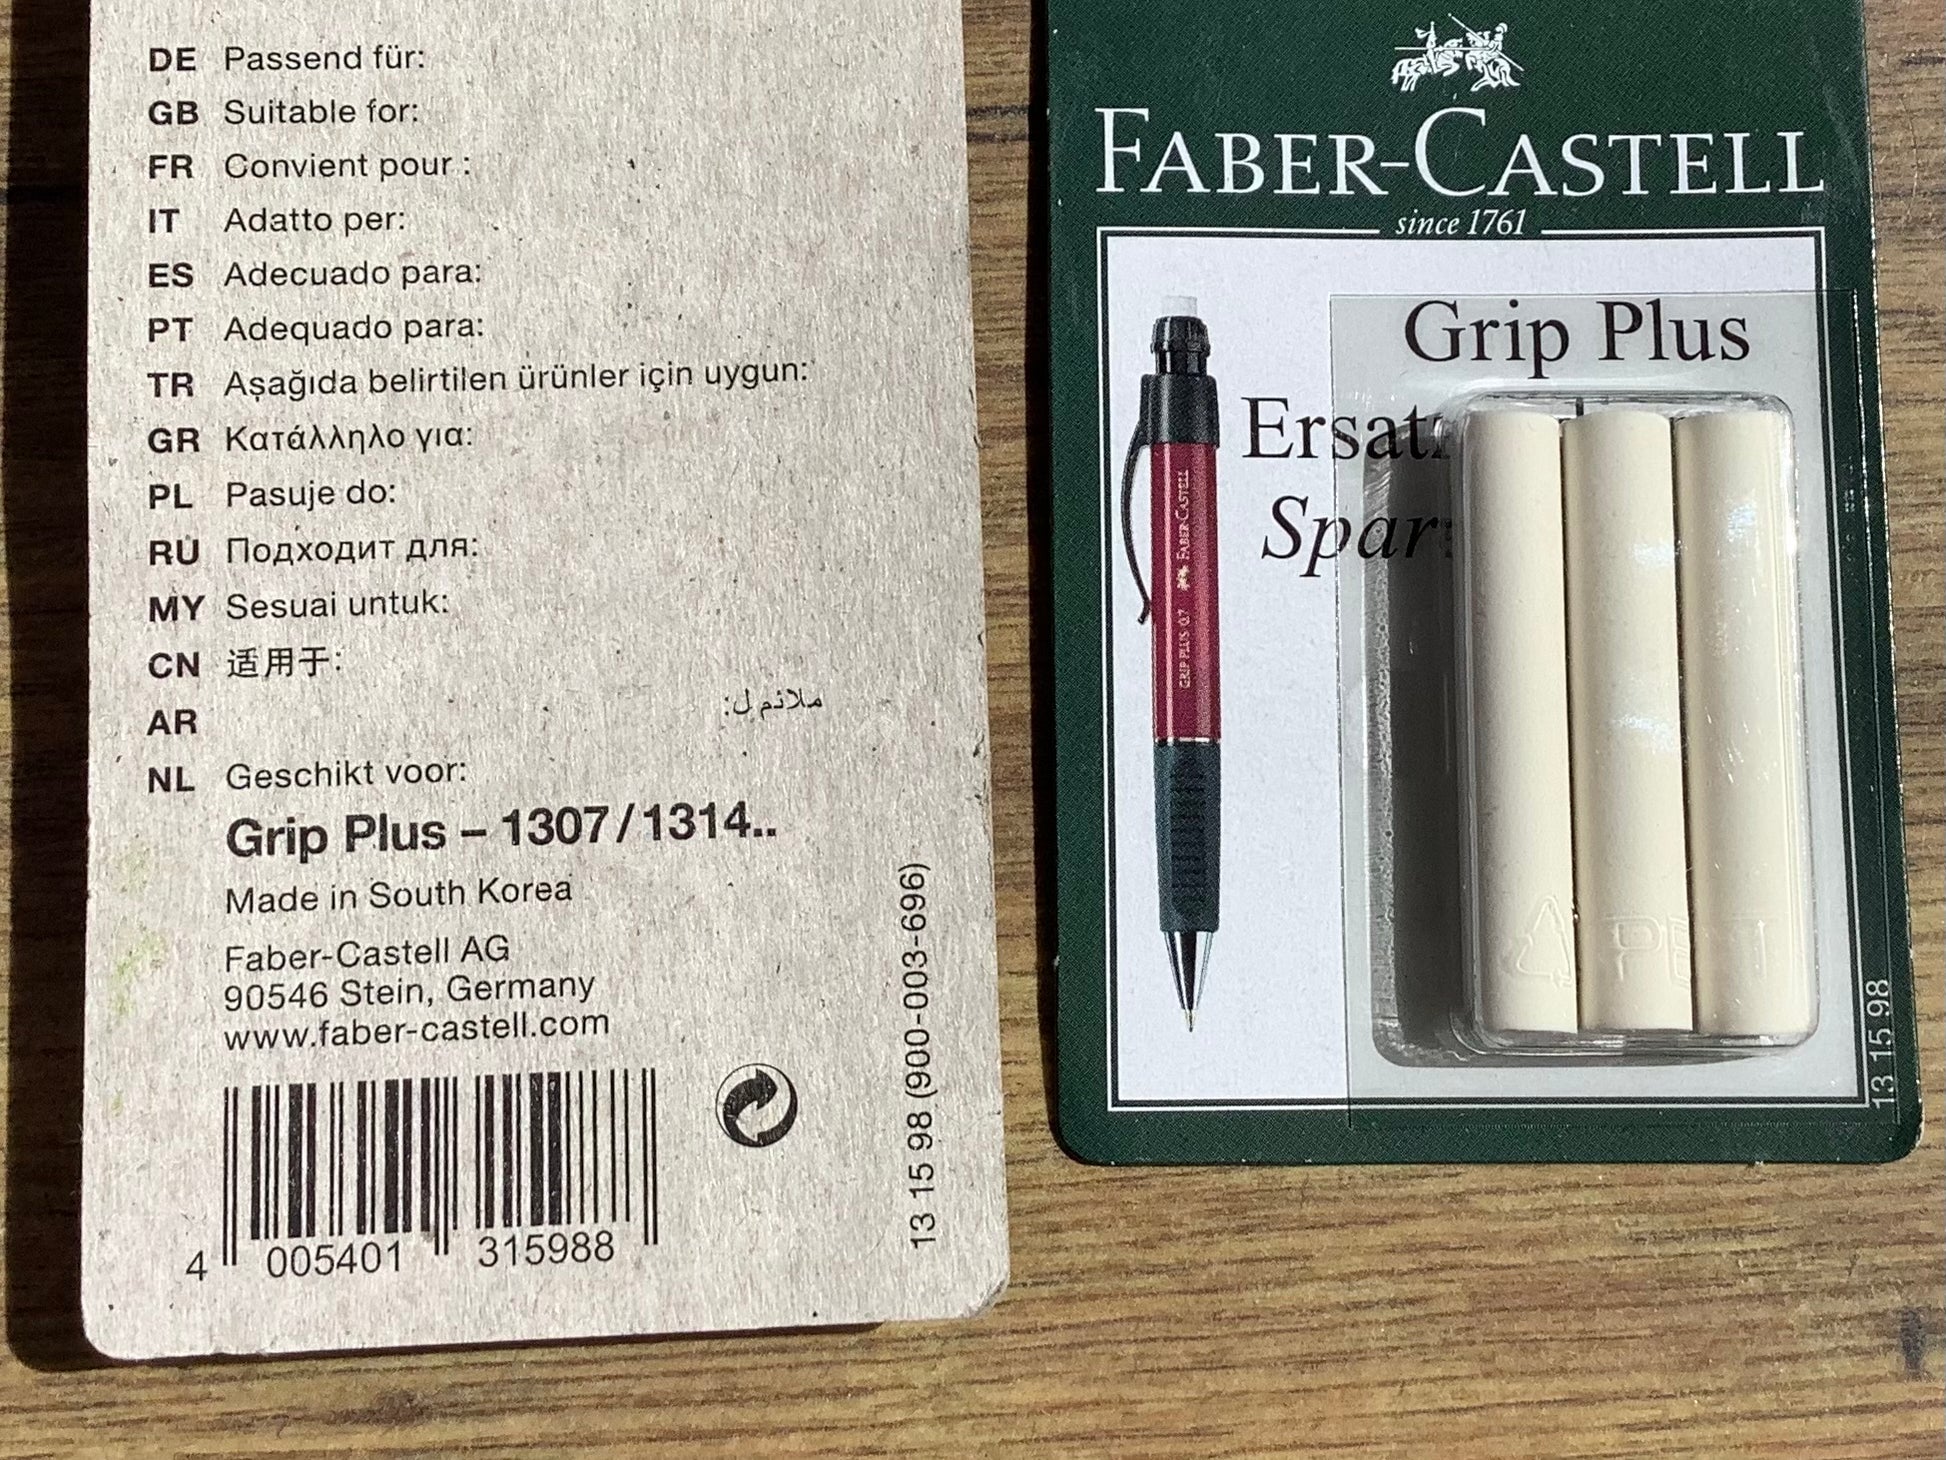 DE Passend für:
GB Suitable for:
FR Convient pour :
IT Adatto per:
ES Adecuado para:
PT Adequado para:
TR Aşağıda belirtilen ürünler için uygun:
GR Κατάλληλο για:
PL Pasuje do:
RU Подходит для:
MY Sesuai untuk:
CN 适用于:
AR ملائم ل:
NL Geschikt voor:
Grip Plus – 1307/1314..
Made in South Korea
Faber-Castell AG
90546 Stein, Germany
www.faber-castell.com
4 005401 315988
13 15 98 (900-003-696)
FABER-CASTELL
since 1761
Grip Plus
GRIP PLUS 0.7 FABER-CASTELL
13 15 98